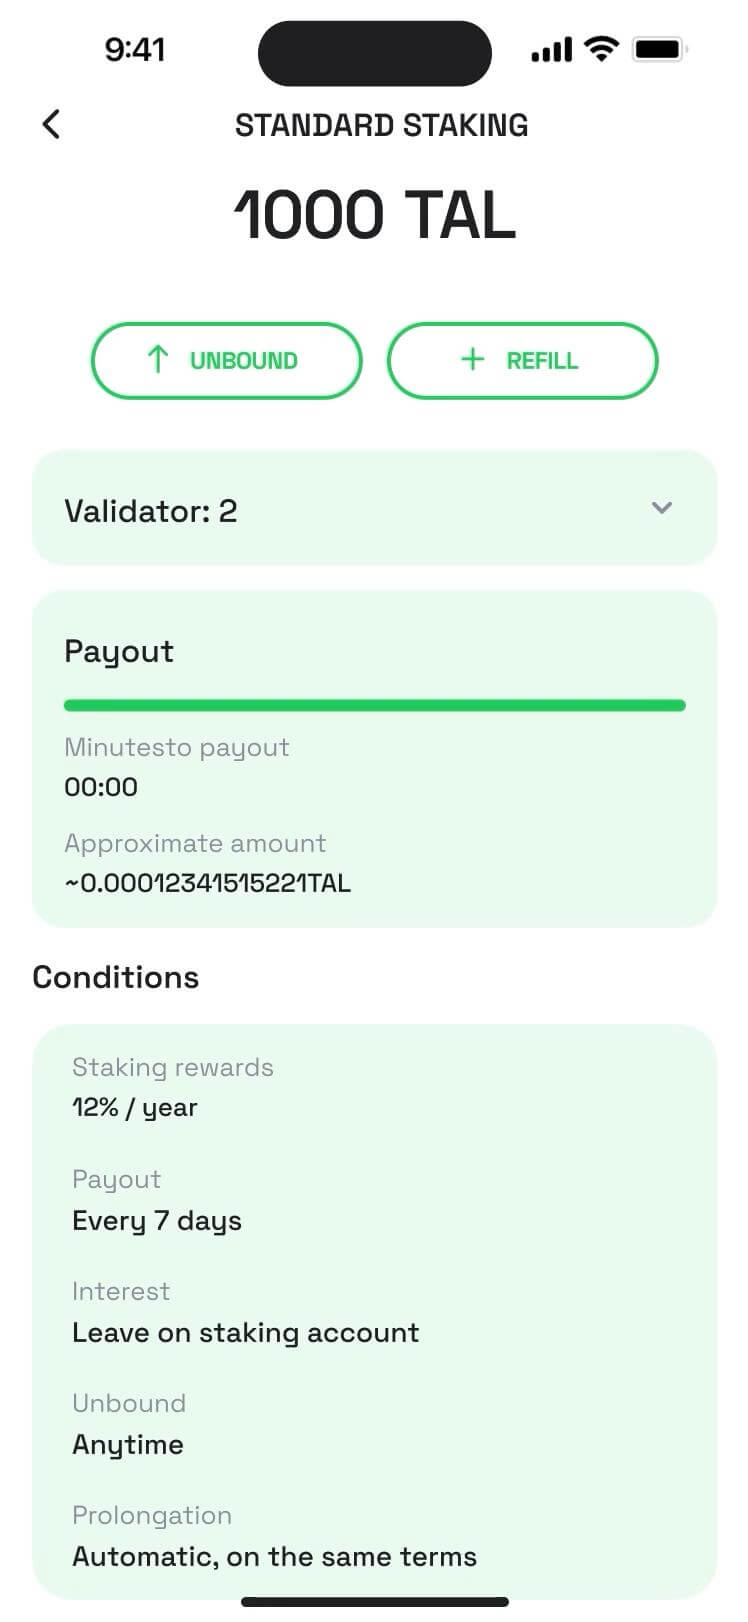 9:41
STANDARD STAKING
1000 TAL
UNBOUND
REFILL
Validator: 2
Payout
Minutesto payout
00:00
Approximate amount
~0.00012341515221TAL
Conditions
Staking rewards
12% / year
Payout
Every 7 days
Interest
Leave on staking account
Unbound
Anytime
Prolongation
Automatic, on the same terms